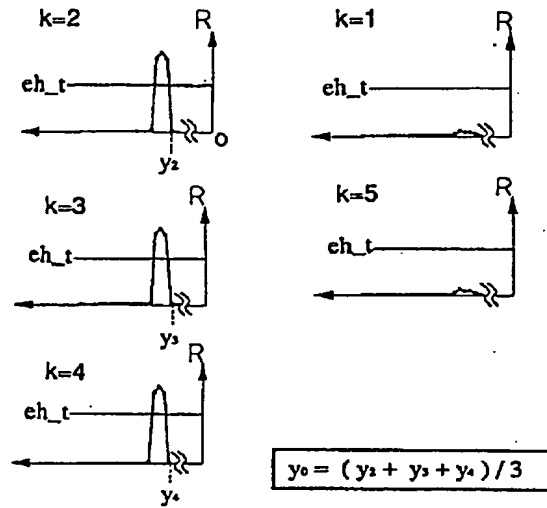 k=2
R
eh_t
O
y₂
k=1
R
eh_t
k=3
R
eh_t
y₃
k=5
R
eh_t
k=4
R
eh_t
y₄
y₀ = (y₂ + y₃ + y₄) / 3